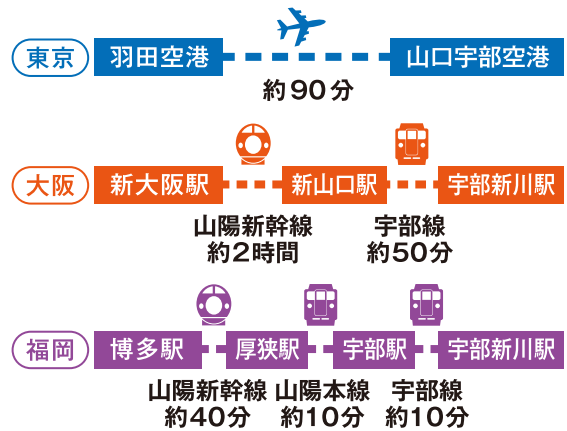 東京 羽田空港 山口宇部空港
約90分
大阪 新大阪駅 新山口駅 宇部新川駅
山陽新幹線 宇部線
約2時間 約50分
福岡 博多駅 厚狭駅 宇部駅 宇部新川駅
山陽新幹線 山陽本線 宇部線
約40分 約10分 約10分